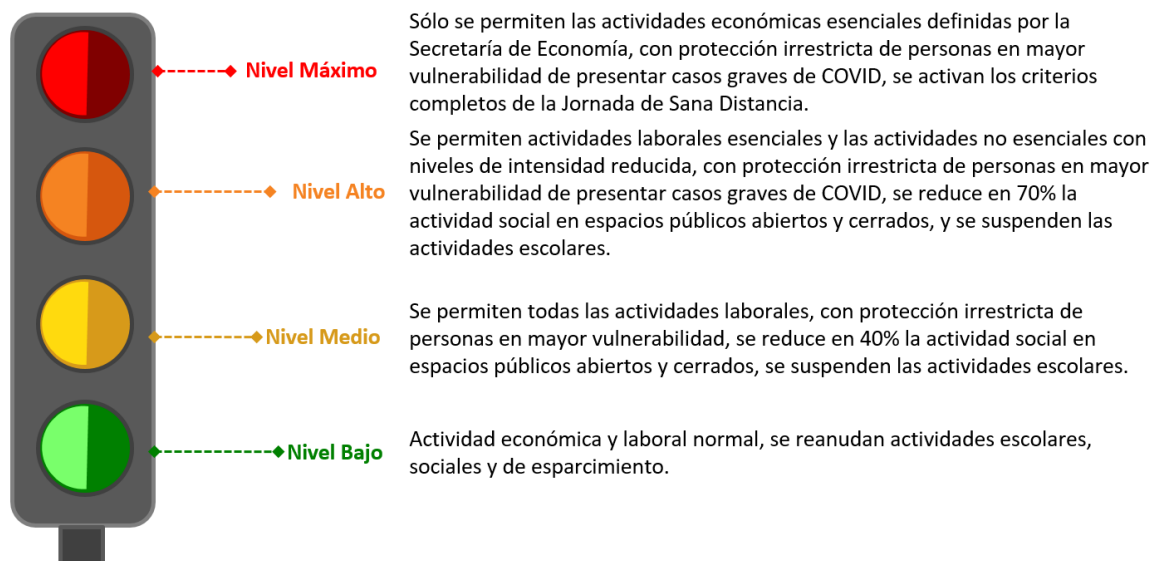 Nivel Máximo
Sólo se permiten las actividades económicas esenciales definidas por la
Secretaría de Economía, con protección irrestricta de personas en mayor
vulnerabilidad de presentar casos graves de COVID, se activan los criterios
completos de la Jornada de Sana Distancia.
Nivel Alto
Se permiten actividades laborales esenciales y las actividades no esenciales con
niveles de intensidad reducida, con protección irrestricta de personas en mayor
vulnerabilidad de presentar casos graves de COVID, se reduce en 70% la
actividad social en espacios públicos abiertos y cerrados, y se suspenden las
actividades escolares.
Nivel Medio
Se permiten todas las actividades laborales, con protección irrestricta de
personas en mayor vulnerabilidad, se reduce en 40% la actividad social en
espacios públicos abiertos y cerrados, se suspenden las actividades escolares.
Nivel Bajo
Actividad económica y laboral normal, se reanudan actividades escolares,
sociales y de esparcimiento.